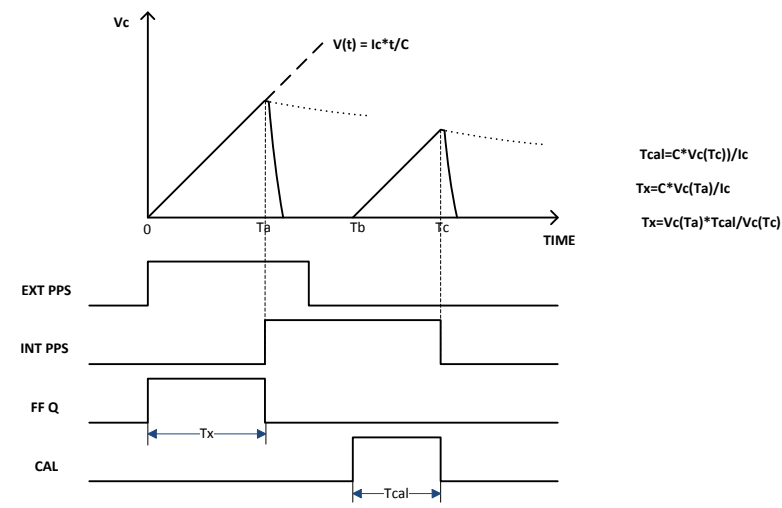 Vc
V(t) = Ic*t/C
Tcal=C*Vc(Tc))/Ic
Tx=C*Vc(Ta)/Ic
Tx=Vc(Ta)*Tcal/Vc(Tc)
0 Ta Tb Tc
TIME
EXT PPS
INT PPS
FF Q
Tx
CAL
Tcal